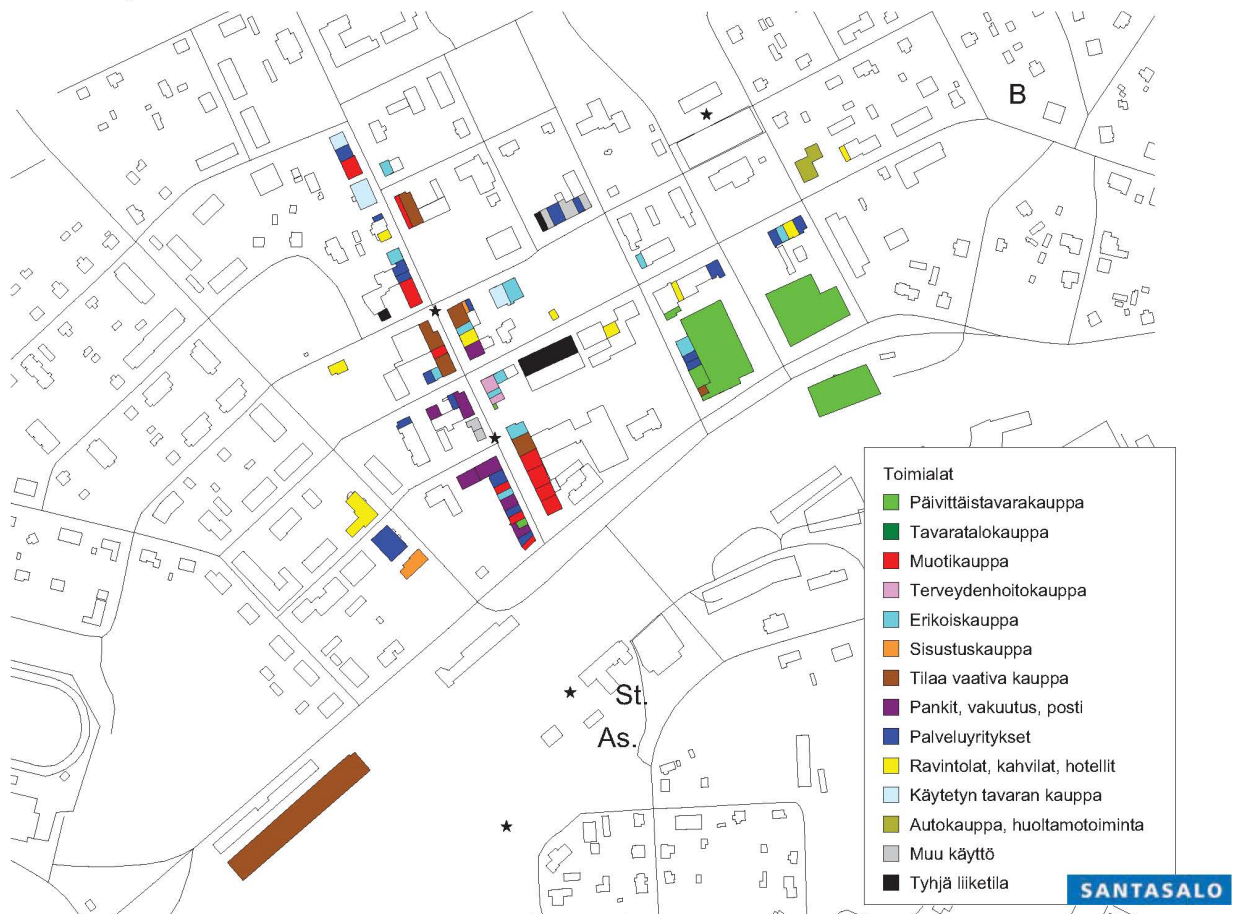 B
St.
As.
Toimialat
Päivittäistavarakauppa
Tavaratalokauppa
Muotikauppa
Terveydenhoitokauppa
Erikoiskauppa
Sisustuskauppa
Tilaa vaativa kauppa
Pankit, vakuutus, posti
Palveluyritykset
Ravintolat, kahvilat, hotellit
Käytetyn tavaran kauppa
Autokauppa, huoltamotoiminta
Muu käyttö
Tyhjä liiketila
SANTASALO